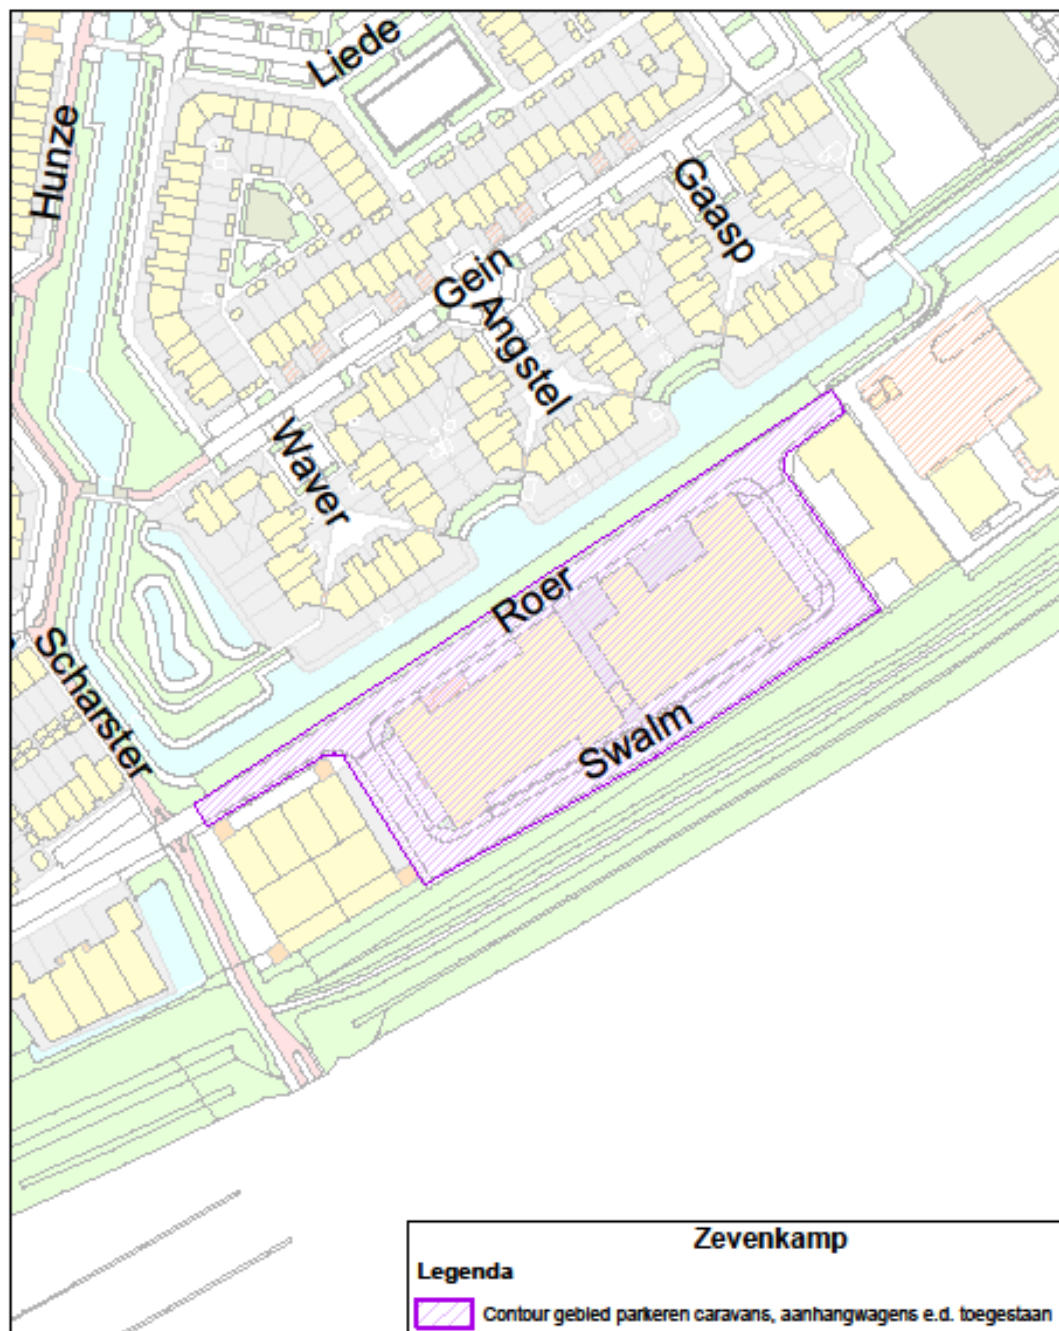 Liede
Hunze
Gaasp
Gein
Angstel
Waver
Roer
Scharster
Swalm
Zevenkamp
Legenda
Contour gebied parkeren caravans, aanhangwagens e.d. toegestaan